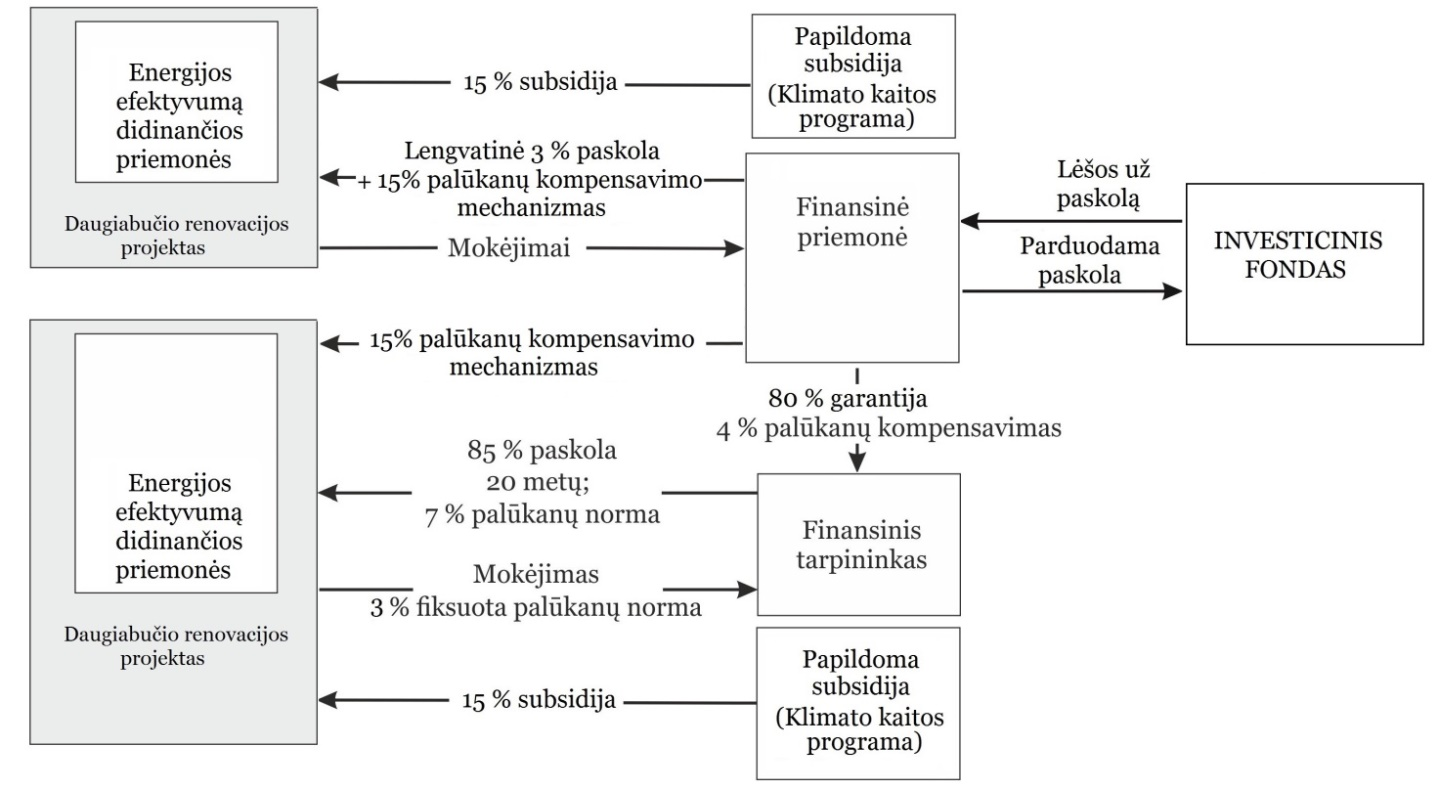 Energijos
efektyvumą
didinančios
priemonės
Daugiabučio renovacijos
projektas
15 % subsidija
Papildoma
subsidija
(Klimato kaitos
programa)
Lengvatinė 3 % paskola
+ 15% palūkanų kompensavimo
mechanizmas
Mokėjimai
Finansinė
priemonė
Lėšos už
paskolą
Parduodama
paskola
INVESTICINIS
FONDAS
15% palūkanų kompensavimo
mechanizmas
80 % garantija
4 % palūkanų kompensavimas
85 % paskola
20 metų;
7 % palūkanų norma
Energijos
efektyvumą
didinančios
priemonės
Daugiabučio renovacijos
projektas
Finansinis
tarpininkas
Mokėjimas
3 % fiksuota palūkanų norma
15 % subsidija
Papildoma
subsidija
(Klimato kaitos
programa)